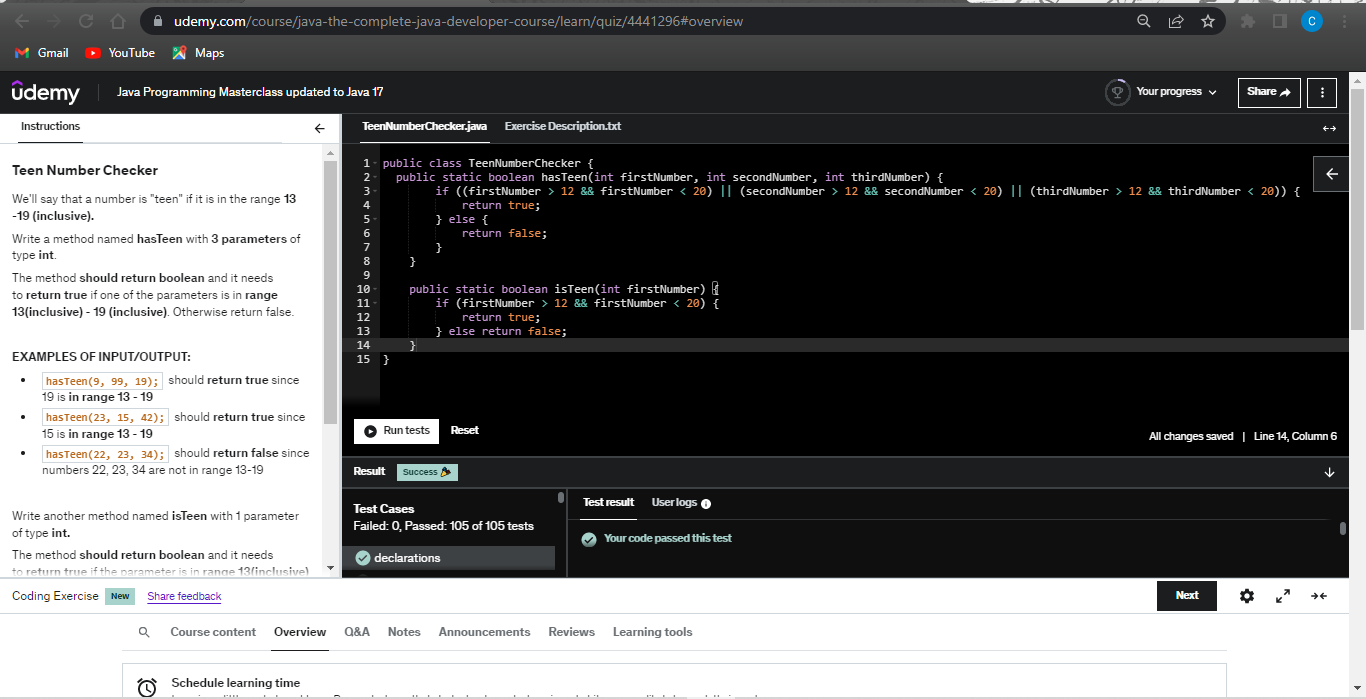 udemy.com/course/java-the-complete-java-developer-course/learn/quiz/4441296#overview
C
Gmail
YouTube
Maps
ûdemy
Java Programming Masterclass updated to Java 17
Your progress
Share
Instructions
Teen Number Checker
We'll say that a number is "teen" if it is in the range 13
-19 (inclusive).
Write a method named hasTeen with 3 parameters of
type int.
The method should return boolean and it needs
to return true if one of the parameters is in range
13(inclusive) - 19 (inclusive). Otherwise return false.
EXAMPLES OF INPUT/OUTPUT:
hasTeen(9, 99, 19); should return true since
19 is in range 13 - 19
hasTeen(23, 15, 42); should return true since
15 is in range 13 - 19
hasTeen(22, 23, 34); should return false since
numbers 22, 23, 34 are not in range 13-19
Write another method named isTeen with 1 parameter
of type int.
The method should return boolean and it needs
to return true if the parameter is in range 13(inclusive)
TeenNumberChecker.java
Exercise Description.txt
1 public class TeenNumberChecker {
2 public static boolean hasTeen(int firstNumber, int secondNumber, int thirdNumber) {
3 if ((firstNumber > 12 && firstNumber < 20) || (secondNumber > 12 && secondNumber < 20) || (thirdNumber > 12 && thirdNumber < 20)) {
4 return true;
5 } else {
6 return false;
7 }
8 }
9
10 public static boolean isTeen(int firstNumber) {
11 if (firstNumber > 12 && firstNumber < 20) {
12 return true;
13 } else return false;
14 }
15 }
Run tests
Reset
All changes saved | Line 14, Column 6
Result
Success
Test Cases
Failed: 0, Passed: 105 of 105 tests
declarations
Test result
User logs
Your code passed this test
Coding Exercise
New
Share feedback
Next
Course content
Overview
Q&A
Notes
Announcements
Reviews
Learning tools
Schedule learning time